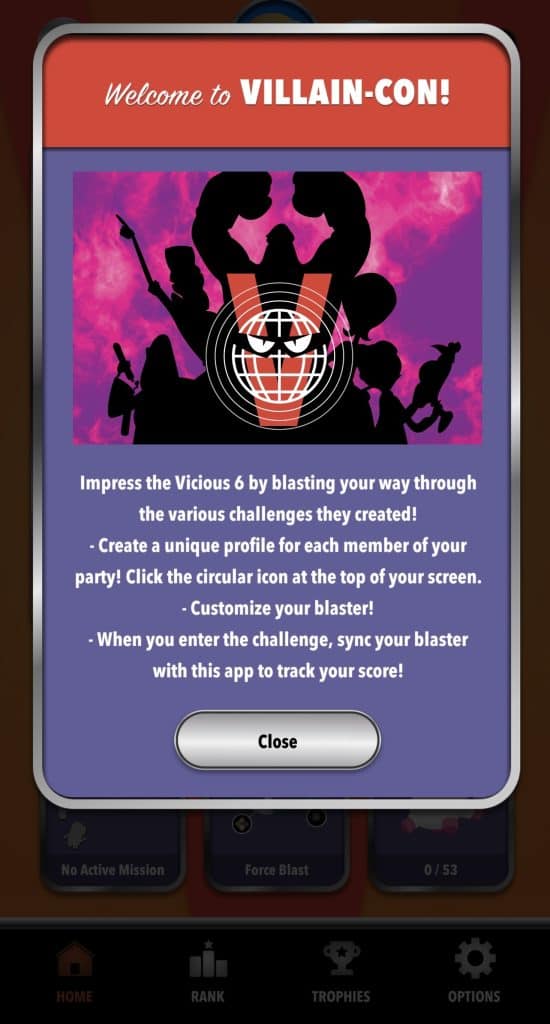 Welcome to VILLAIN-CON!
Impress the Vicious 6 by blasting your way through
the various challenges they created!
- Create a unique profile for each member of your
party! Click the circular icon at the top of your screen.
- Customize your blaster!
- When you enter the challenge, sync your blaster
with this app to track your score!
Close
No Active Mission
Force Blast
0 / 53
HOME
RANK
TROPHIES
OPTIONS